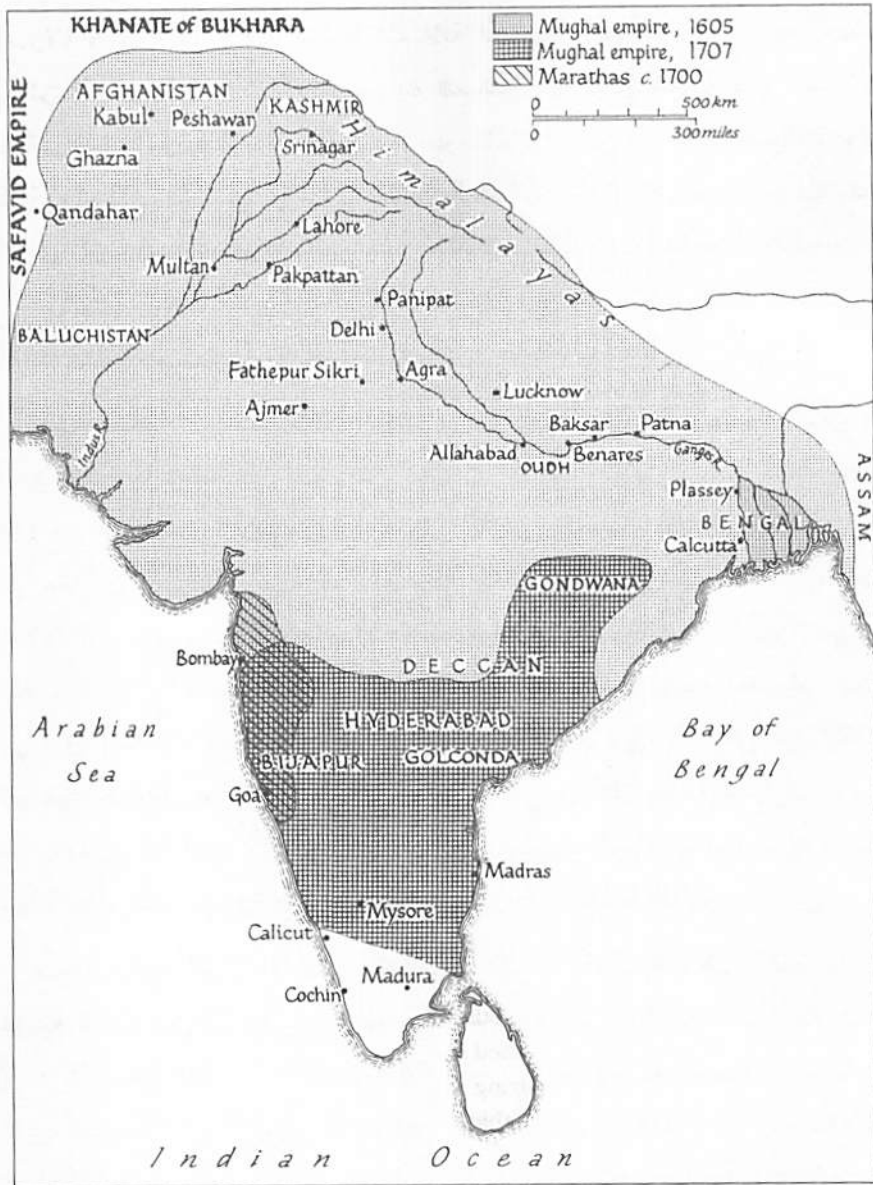 KHANATE of BUKHARA
Mughal empire, 1605
Mughal empire, 1707
Marathas c. 1700
0 500 km
0 300 miles
SAFAVID EMPIRE
AFGHANISTAN
Kabul
Peshawar
KASHMIR
Srinagar
Ghazna
Himalayas
Qandahar
Lahore
Multan
Pakpattan
Panipat
BALUCHISTAN
Delhi
Fathepur Sikri
Agra
Lucknow
Ajmer
Baksar
Patna
Allahabad
OUDH
Benares
Ganges R.
Indus R.
Plassey
ASSAM
BENGAL
Calcutta
GONDWANA
Bombay
DECCAN
HYDERABAD
Arabian
Sea
Bay of
Bengal
BIJAPUR
GOLCONDA
Goa
Madras
Mysore
Calicut
Madura
Cochin
Indian Ocean